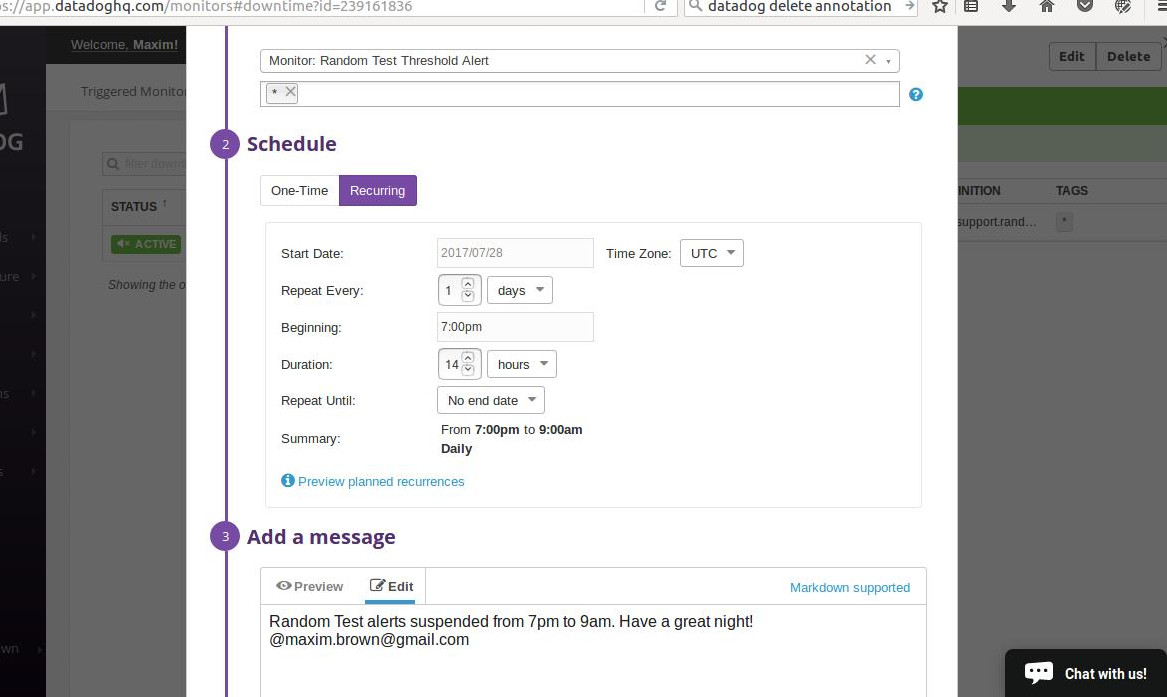 s://app.datadoghq.com/monitors#downtime?id=239161836
datadog delete annotation
Welcome, Maxim!
Monitor: Random Test Threshold Alert
Edit
Delete
Triggered Monitor
*
?
OG
2
Schedule
filter downt
One-Time
Recurring
STATUS
INITION
TAGS
support.rand...
*
ACTIVE
Start Date:
2017/07/28
Time Zone:
UTC
ure
Showing the o
Repeat Every:
1
days
Beginning:
7:00pm
Duration:
14
hours
Repeat Until:
No end date
Summary:
From 7:00pm to 9:00am
Daily
Preview planned recurrences
3
Add a message
Preview
Edit
Markdown supported
Random Test alerts suspended from 7pm to 9am. Have a great night!
@maxim.brown@gmail.com
wn
Chat with us!